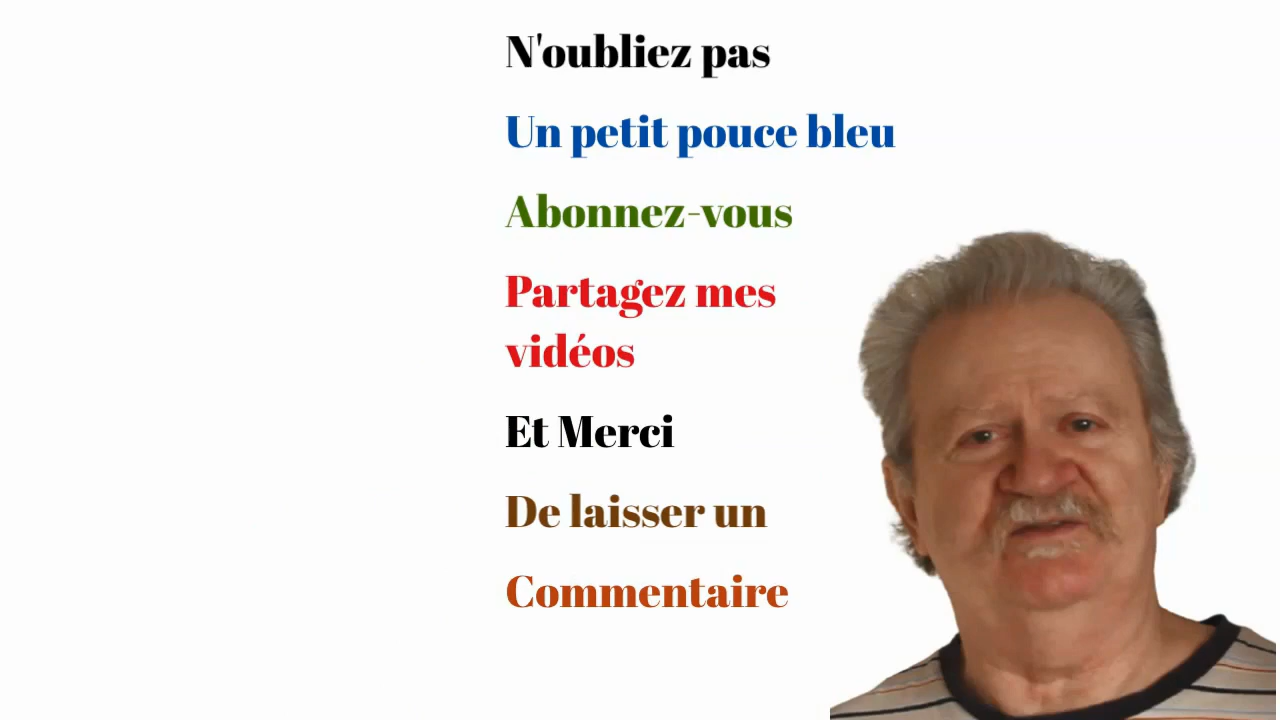 N'oubliez pas
Un petit pouce bleu
Abonnez-vous
Partagez mes
vidéos
Et Merci
De laisser un
Commentaire